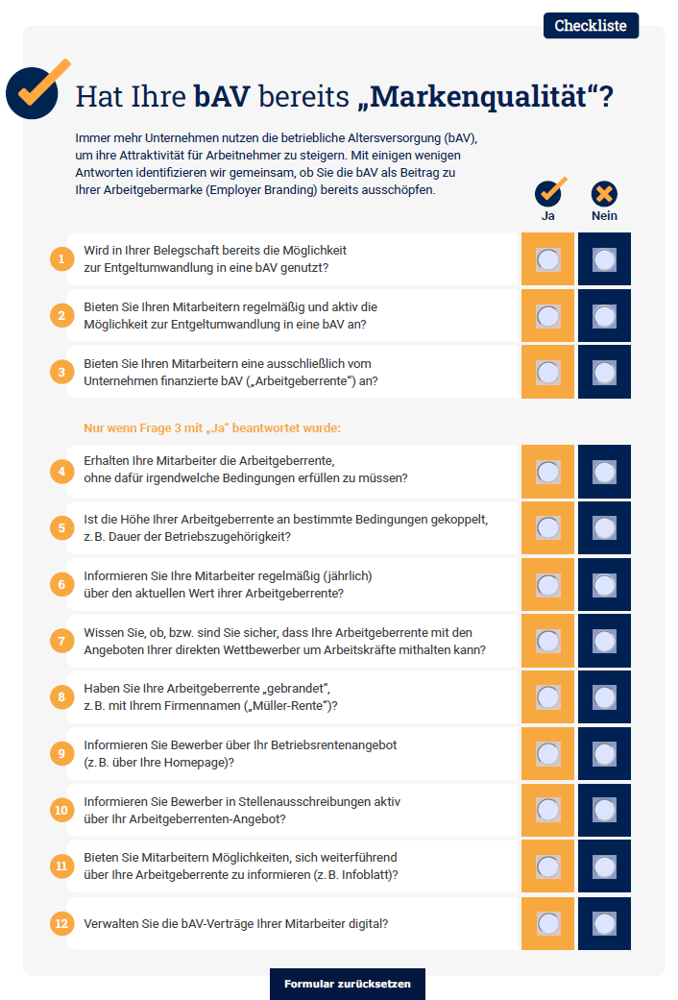 Checkliste
Hat Ihre bAV bereits „Markenqualität“?
Immer mehr Unternehmen nutzen die betriebliche Altersversorgung (bAV),
um ihre Attraktivität für Arbeitnehmer zu steigern. Mit einigen wenigen
Antworten identifizieren wir gemeinsam, ob Sie die bAV als Beitrag zu
Ihrer Arbeitgebermarke (Employer Branding) bereits ausschöpfen.
Ja Nein
1 Wird in Ihrer Belegschaft bereits die Möglichkeit
zur Entgeltumwandlung in eine bAV genutzt?
2 Bieten Sie Ihren Mitarbeitern regelmäßig und aktiv die
Möglichkeit zur Entgeltumwandlung in eine bAV an?
3 Bieten Sie Ihren Mitarbeitern eine ausschließlich vom
Unternehmen finanzierte bAV („Arbeitgeberrente“) an?
Nur wenn Frage 3 mit „Ja“ beantwortet wurde:
4 Erhalten Ihre Mitarbeiter die Arbeitgeberrente,
ohne dafür irgendwelche Bedingungen erfüllen zu müssen?
5 Ist die Höhe Ihrer Arbeitgeberrente an bestimmte Bedingungen gekoppelt,
z. B. Dauer der Betriebszugehörigkeit?
6 Informieren Sie Ihre Mitarbeiter regelmäßig (jährlich)
über den aktuellen Wert ihrer Arbeitgeberrente?
7 Wissen Sie, ob, bzw. sind Sie sicher, dass Ihre Arbeitgeberrente mit den
Angeboten Ihrer direkten Wettbewerber um Arbeitskräfte mithalten kann?
8 Haben Sie Ihre Arbeitgeberrente „gebrandet“,
z. B. mit Ihrem Firmennamen („Müller-Rente“)?
9 Informieren Sie Bewerber über Ihr Betriebsrentenangebot
(z. B. über Ihre Homepage)?
10 Informieren Sie Bewerber in Stellenausschreibungen aktiv
über Ihr Arbeitgeberrenten-Angebot?
11 Bieten Sie Mitarbeitern Möglichkeiten, sich weiterführend
über Ihre Arbeitgeberrente zu informieren (z. B. Infoblatt)?
12 Verwalten Sie die bAV-Verträge Ihrer Mitarbeiter digital?
Formular zurücksetzen